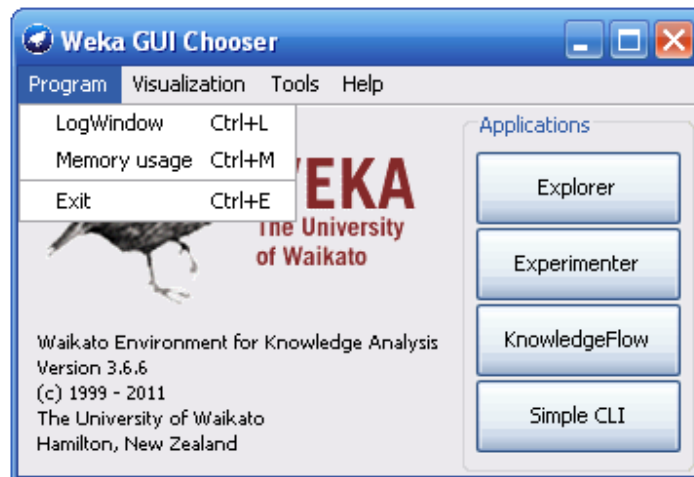 Weka GUI Chooser
Program Visualization Tools Help
LogWindow Ctrl+L
Memory usage Ctrl+M
Exit Ctrl+E
The University
of Waikato
Waikato Environment for Knowledge Analysis
Version 3.6.6
(c) 1999 - 2011
The University of Waikato
Hamilton, New Zealand
Applications
Explorer
Experimenter
KnowledgeFlow
Simple CLI